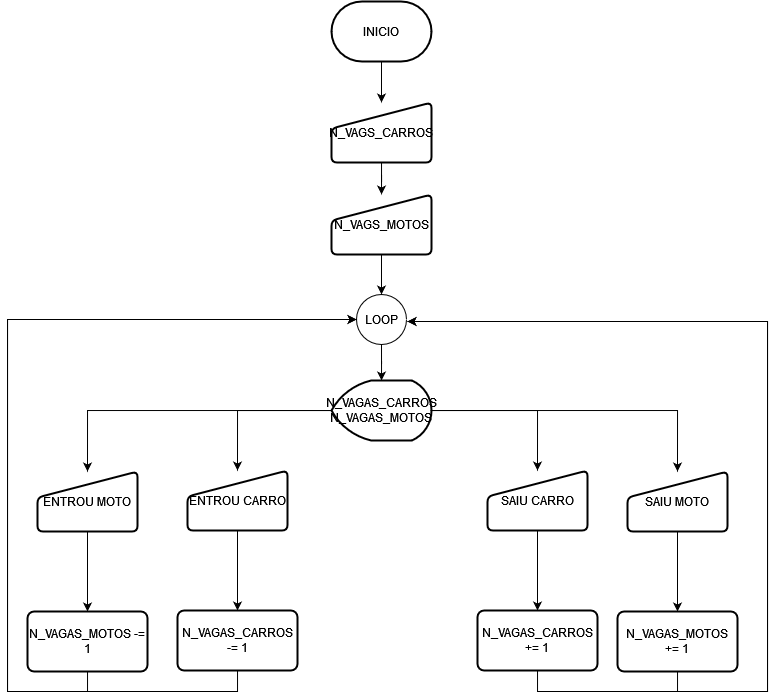 INICIO
N_VAGS_CARROS
N_VAGS_MOTOS
LOOP
N_VAGAS_CARROS
N_VAGAS_MOTOS
ENTROU MOTO
ENTROU CARRO
SAIU CARRO
SAIU MOTO
N_VAGAS_MOTOS -=
1
N_VAGAS_CARROS
-= 1
N_VAGAS_CARROS
+= 1
N_VAGAS_MOTOS
+= 1